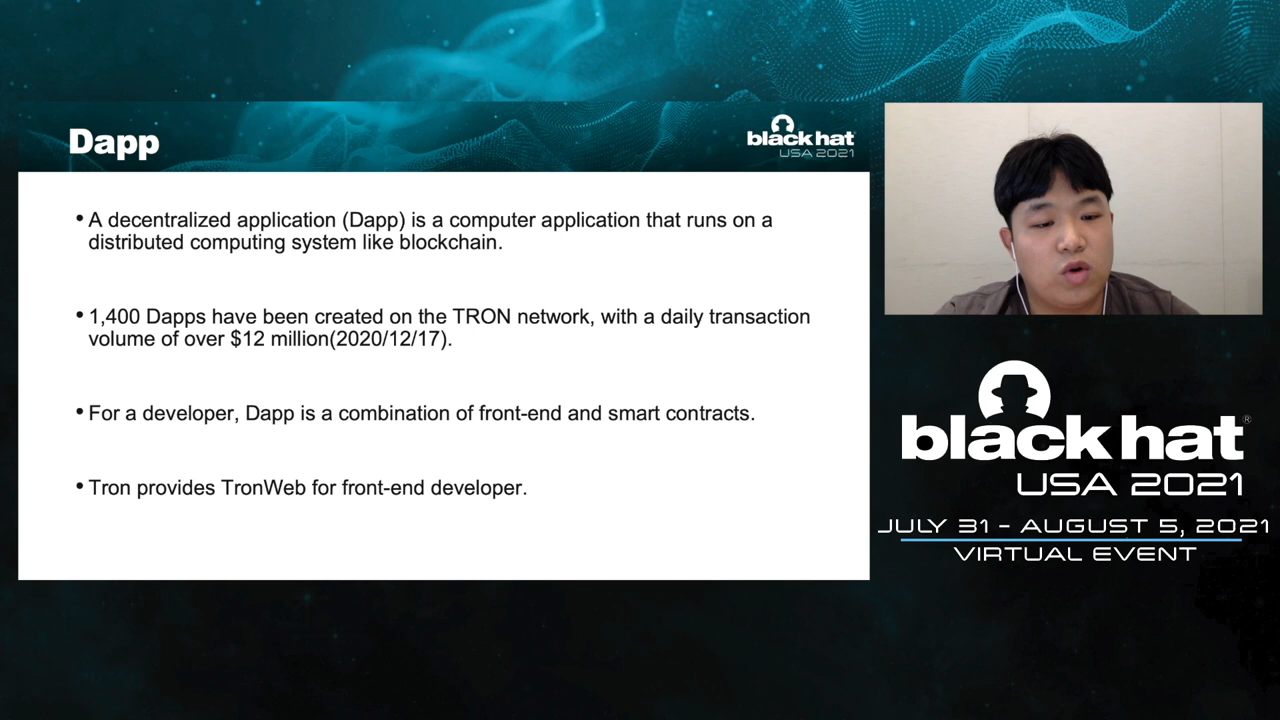 Dapp
black hat
USA 2021
• A decentralized application (Dapp) is a computer application that runs on a
distributed computing system like blockchain.
• 1,400 Dapps have been created on the TRON network, with a daily transaction
volume of over $12 million(2020/12/17).
• For a developer, Dapp is a combination of front-end and smart contracts.
• Tron provides TronWeb for front-end developer.
black hat®
USA 2021
JULY 31 – AUGUST 5, 2021
VIRTUAL EVENT